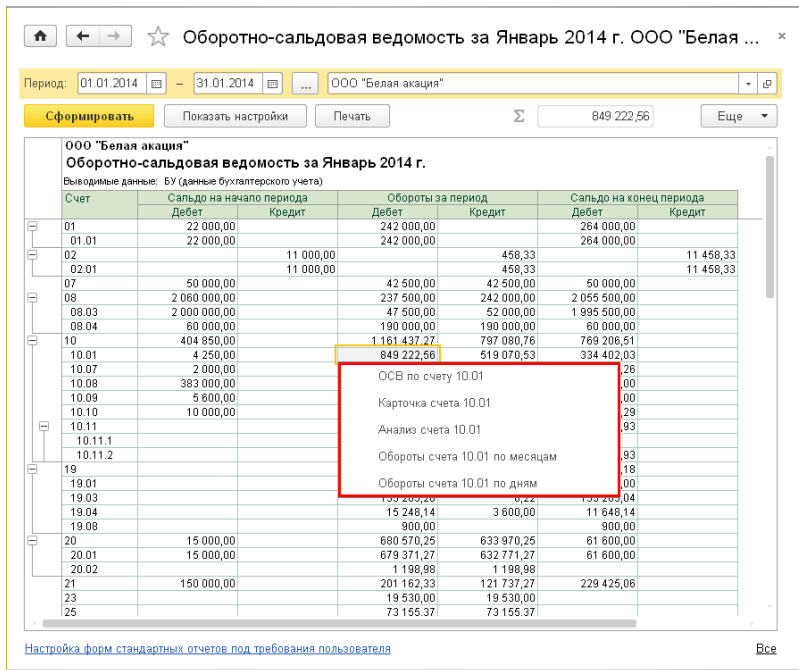 Оборотно-сальдовая ведомость за Январь 2014 г. ООО "Белая ... ×
Период: 01.01.2014 – 31.01.2014 ... ООО "Белая акация"
Сформировать Показать настройки Печать Σ 849 222,56 Еще
ООО "Белая акация"
Оборотно-сальдовая ведомость за Январь 2014 г.
Выводимые данные: БУ (данные бухгалтерского учета)
Счет Сальдо на начало периода Обороты за период Сальдо на конец периода
Дебет Кредит Дебет Кредит Дебет Кредит
01 22 000,00 242 000,00 264 000,00
01.01 22 000,00 242 000,00 264 000,00
02 11 000,00 458,33 11 458,33
02.01 11 000,00 458,33 11 458,33
07 50 000,00 42 500,00 42 500,00 50 000,00
08 2 060 000,00 237 500,00 242 000,00 2 055 500,00
08.03 2 000 000,00 47 500,00 52 000,00 1 995 500,00
08.04 60 000,00 190 000,00 190 000,00 60 000,00
10 404 850,00 1 161 437,27 797 080,76 769 206,51
10.01 4 250,00 849 222,56 519 070,53 334 402,03
10.07 2 000,00 ,26
ОСВ по счету 10.01
10.08 383 000,00 ,00
10.09 5 600,00 ,00
Карточка счета 10.01
10.10 10 000,00 ,29
10.11 ,93
Анализ счета 10.01
10.11.1
10.11.2 ,93
Обороты счета 10.01 по месяцам
19 ,18
19.01 ,00
Обороты счета 10.01 по дням
19.03
19.04 15 248,14 3 600,00 11 648,14
19.08 900,00 900,00
20 15 000,00 680 570,25 633 970,25 61 600,00
20.01 15 000,00 679 371,27 632 771,27 61 600,00
20.02 1 198,98 1 198,98
21 150 000,00 201 162,33 121 737,27 229 425,06
23 19 530,00 19 530,00
25 73 155,37 73 155,37
Настройка форм стандартных отчетов под требования пользователя Все